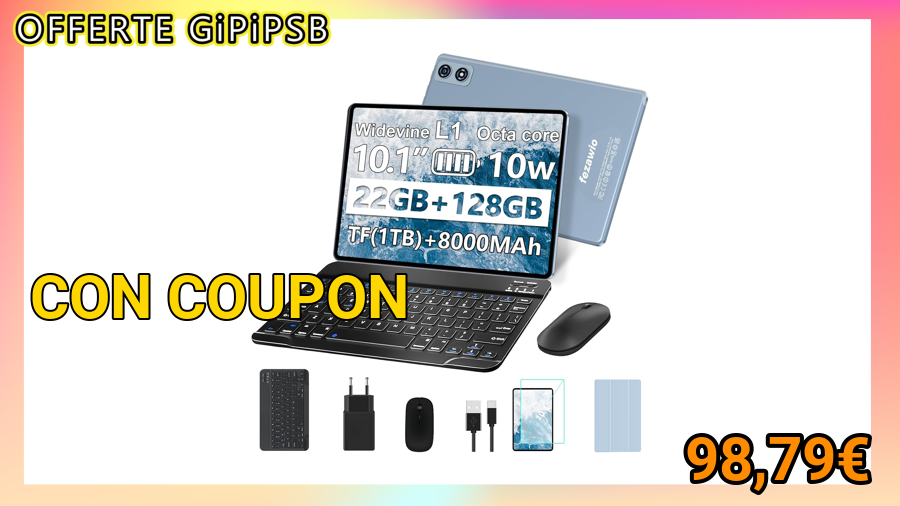 OFFERTE GiPiPSB
Widevine L1 Octa core
10.1” 10w
22GB+128GB
TF(1TB)+8000MAh
fezawio
CON COUPON
98,79€